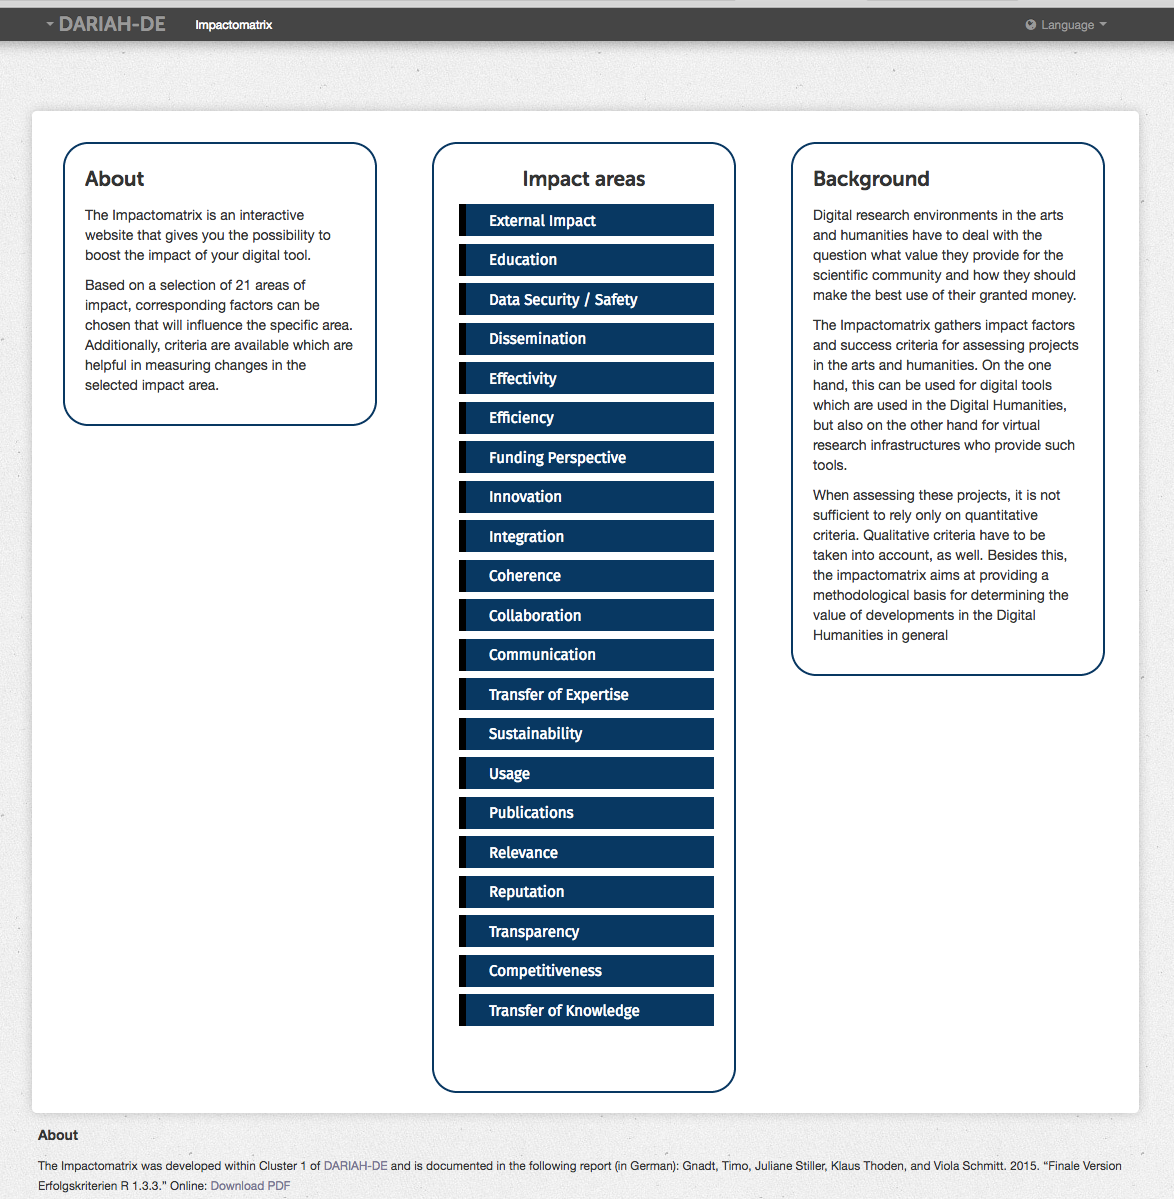 DARIAH-DE Impactomatrix Language
About
The Impactomatrix is an interactive
website that gives you the possibility to
boost the impact of your digital tool.
Based on a selection of 21 areas of
impact, corresponding factors can be
chosen that will influence the specific area.
Additionally, criteria are available which are
helpful in measuring changes in the
selected impact area.
Impact areas
External Impact
Education
Data Security / Safety
Dissemination
Effectivity
Efficiency
Funding Perspective
Innovation
Integration
Coherence
Collaboration
Communication
Transfer of Expertise
Sustainability
Usage
Publications
Relevance
Reputation
Transparency
Competitiveness
Transfer of Knowledge
Background
Digital research environments in the arts
and humanities have to deal with the
question what value they provide for the
scientific community and how they should
make the best use of their granted money.
The Impactomatrix gathers impact factors
and success criteria for assessing projects
in the arts and humanities. On the one
hand, this can be used for digital tools
which are used in the Digital Humanities,
but also on the other hand for virtual
research infrastructures who provide such
tools.
When assessing these projects, it is not
sufficient to rely only on quantitative
criteria. Qualitative criteria have to be
taken into account, as well. Besides this,
the impactomatrix aims at providing a
methodological basis for determining the
value of developments in the Digital
Humanities in general
About
The Impactomatrix was developed within Cluster 1 of DARIAH-DE and is documented in the following report (in German): Gnadt, Timo, Juliane Stiller, Klaus Thoden, and Viola Schmitt. 2015. “Finale Version
Erfolgskriterien R 1.3.3.” Online: Download PDF